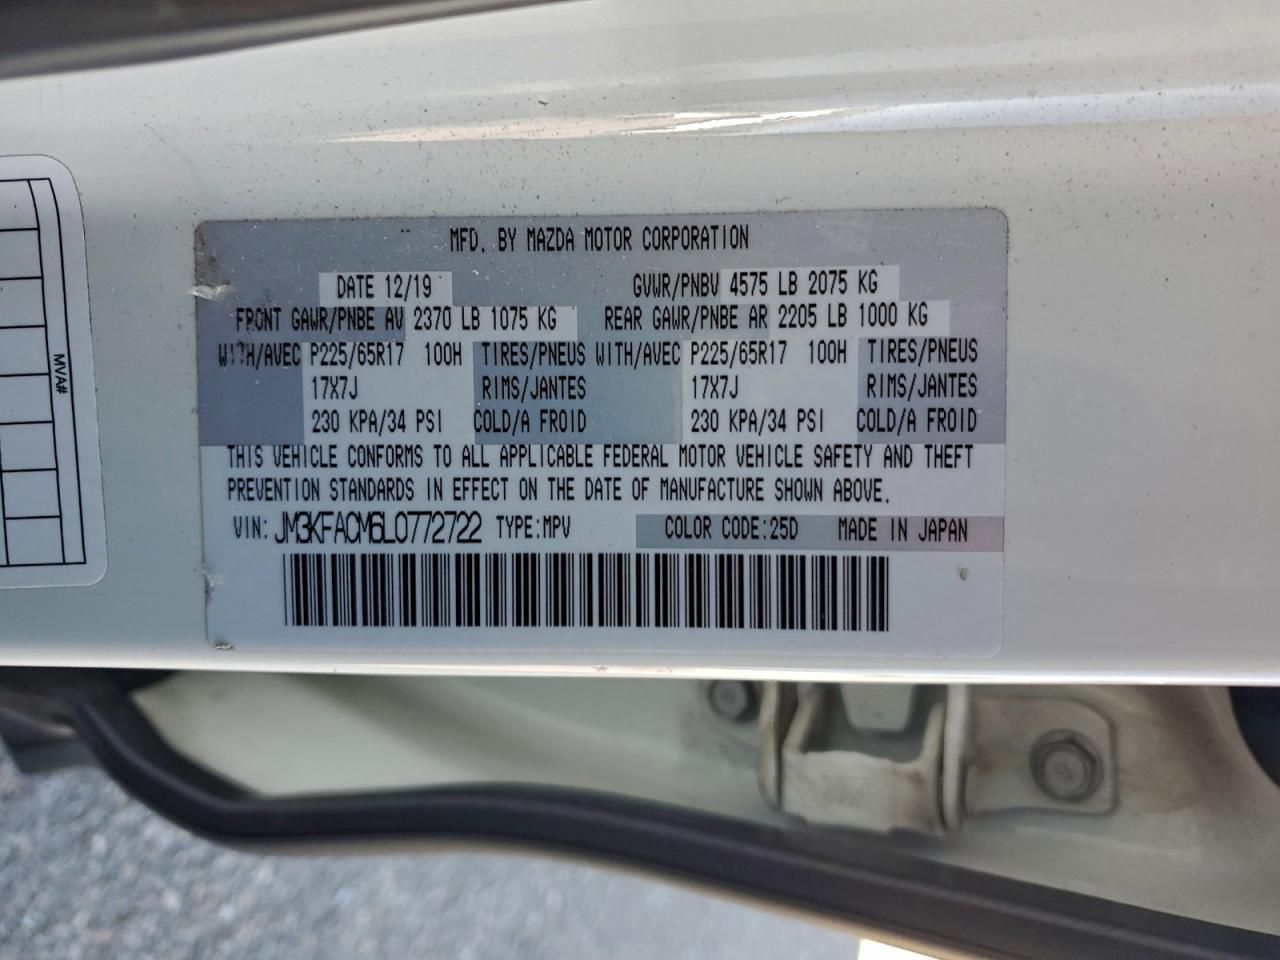 MFD. BY MAZDA MOTOR CORPORATION
DATE 12/19 GVWR/PNBV 4575 LB 2075 KG
FRONT GAWR/PNBE AV 2370 LB 1075 KG REAR GAWR/PNBE AR 2205 LB 1000 KG
WITH/AVEC P225/65R17 100H TIRES/PNEUS WITH/AVEC P225/65R17 100H TIRES/PNEUS
17X7J RIMS/JANTES 17X7J RIMS/JANTES
230 KPA/34 PSI COLD/A FROID 230 KPA/34 PSI COLD/A FROID
THIS VEHICLE CONFORMS TO ALL APPLICABLE FEDERAL MOTOR VEHICLE SAFETY AND THEFT
PREVENTION STANDARDS IN EFFECT ON THE DATE OF MANUFACTURE SHOWN ABOVE.
VIN: JM3KFACM6L0772722 TYPE:MPV COLOR CODE:25D MADE IN JAPAN
MVA#